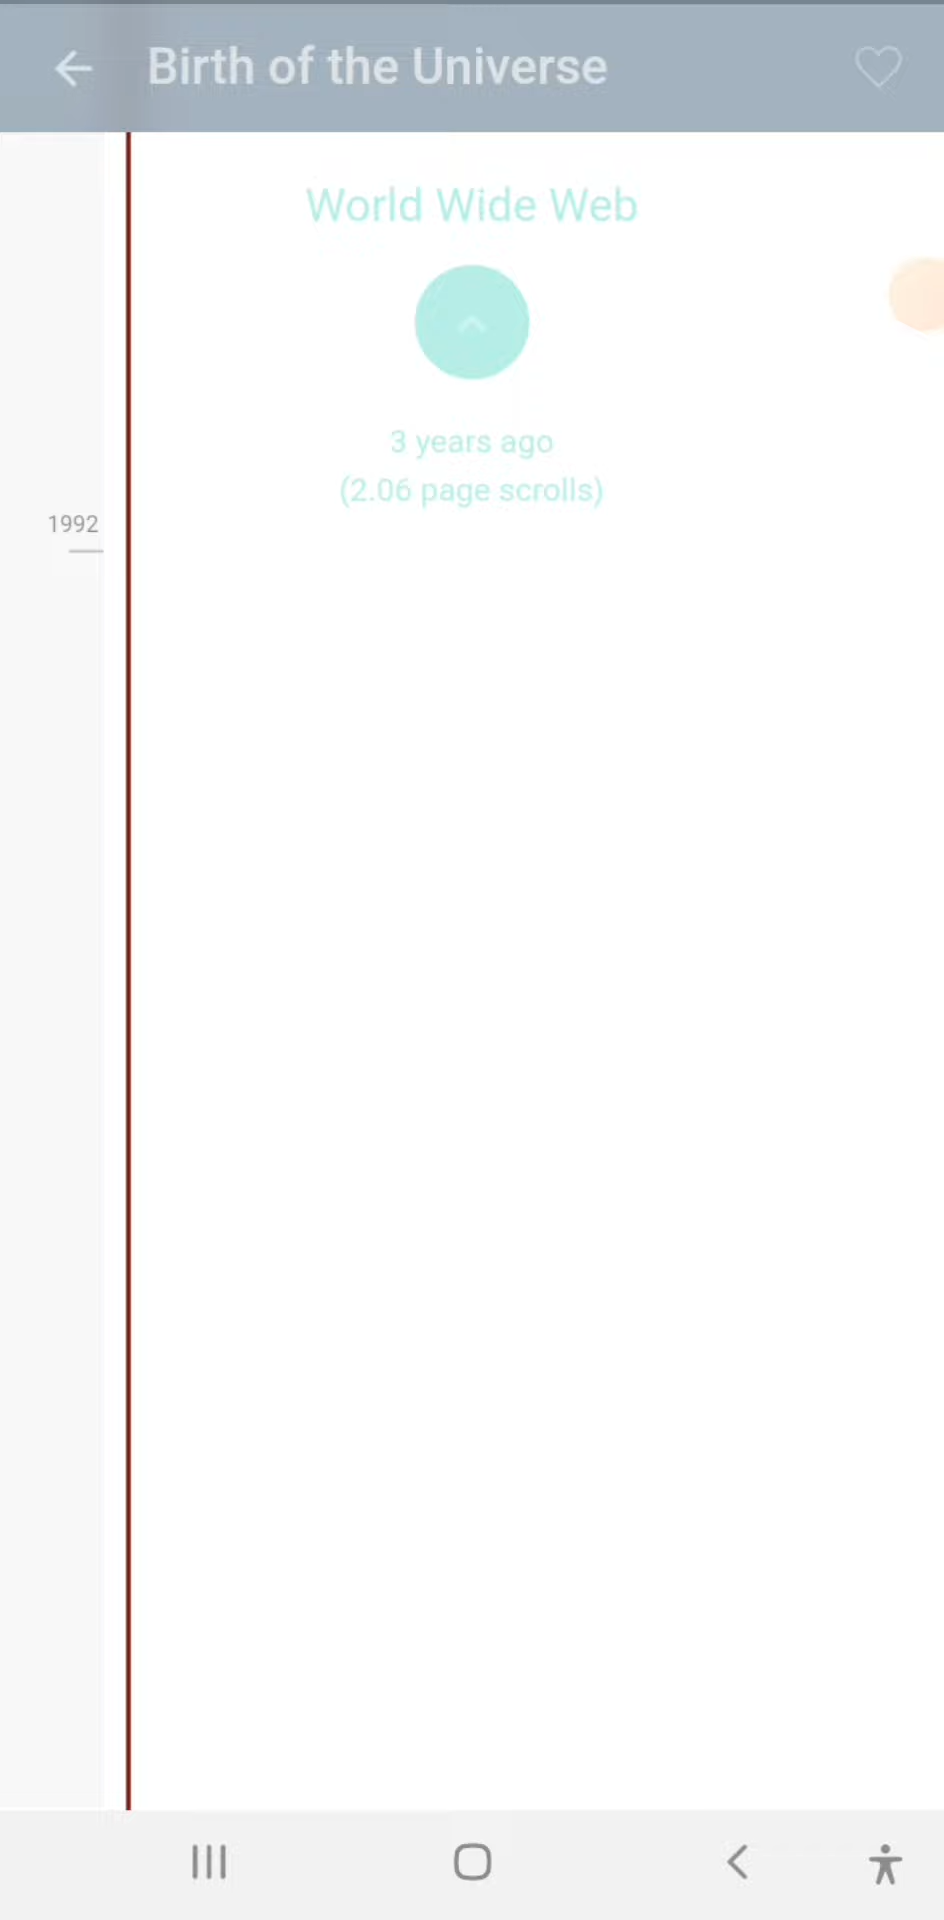 Birth of the Universe
World Wide Web
3 years ago
(2.06 page scrolls)
1992